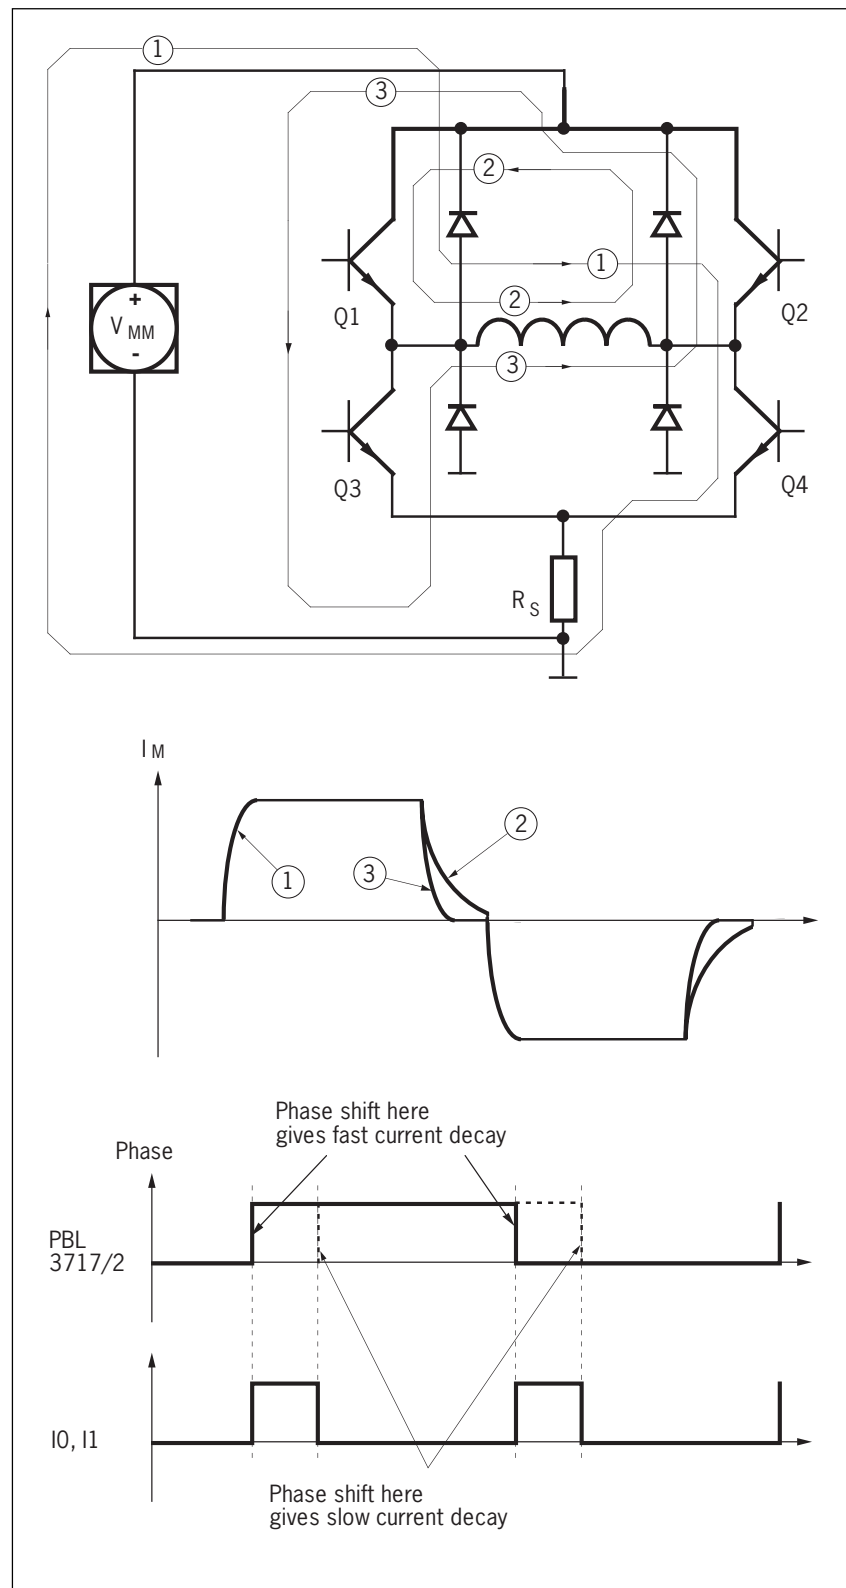 1
3
2
1
2
3
+
V MM
-
Q1
Q2
Q3
Q4
R S
I M
1
3
2
Phase shift here
gives fast current decay
Phase
PBL
3717/2
I0, I1
Phase shift here
gives slow current decay